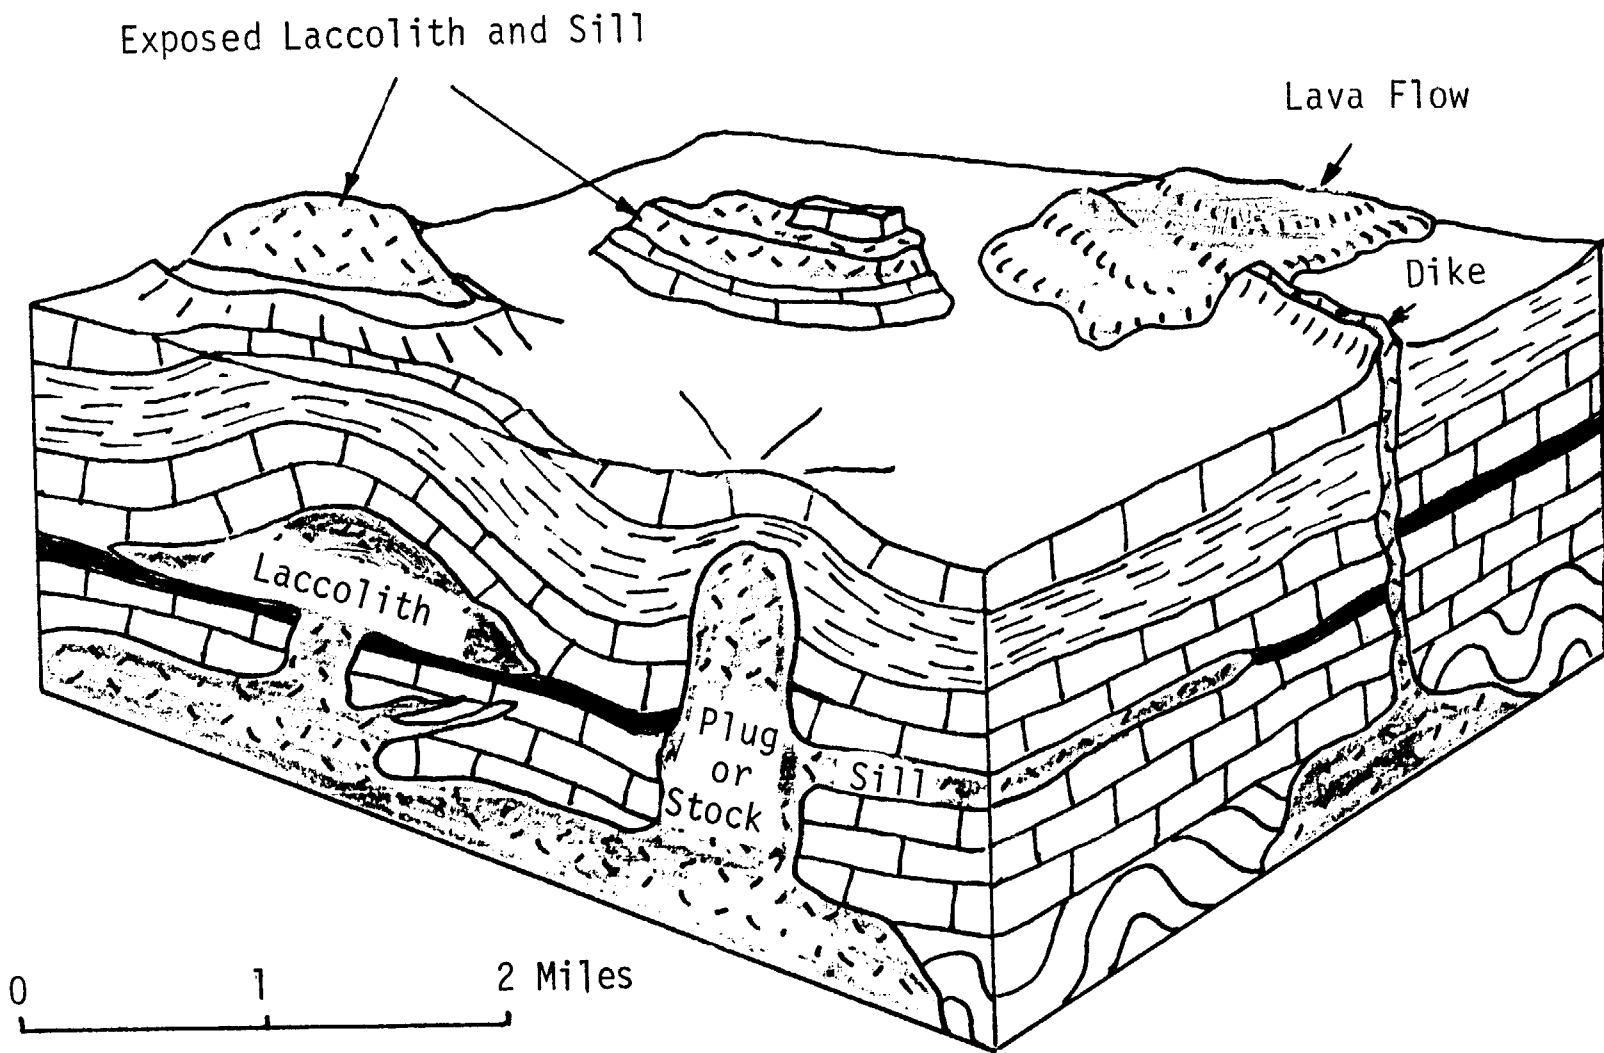 Exposed Laccolith and Sill
Lava Flow
Dike
Laccolith
Plug
or
Stock
Sill
0 1 2 Miles